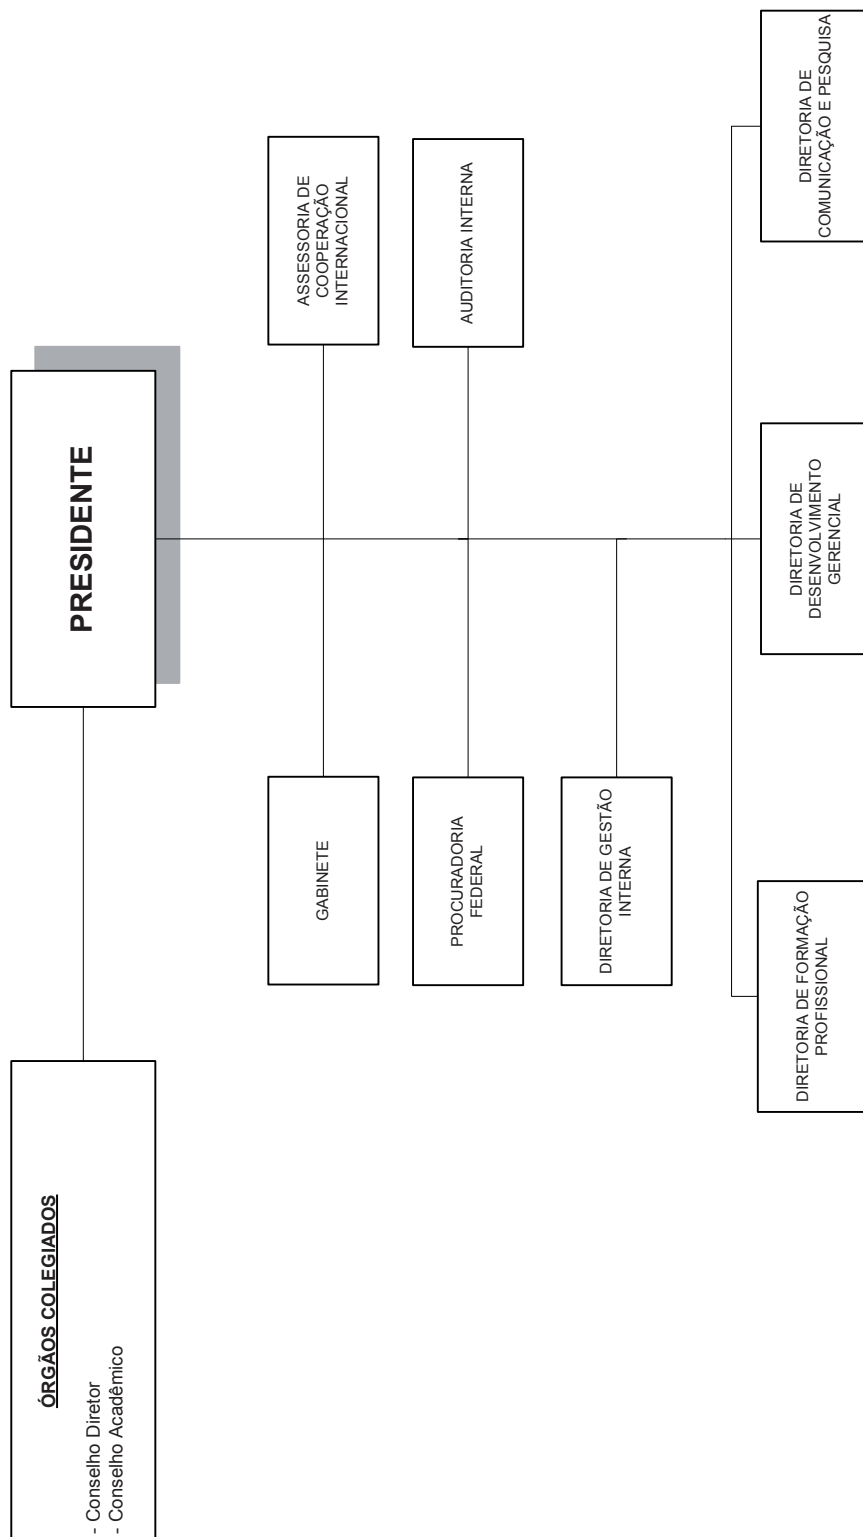 ÓRGÃOS COLEGIADOS
- Conselho Diretor
- Conselho Acadêmico
PRESIDENTE
GABINETE
ASSESSORIA DE
COOPERAÇÃO
INTERNACIONAL
PROCURADORIA
FEDERAL
AUDITORIA INTERNA
DIRETORIA DE GESTÃO
INTERNA
DIRETORIA DE FORMAÇÃO
PROFISSIONAL
DIRETORIA DE
DESENVOLVIMENTO
GERENCIAL
DIRETORIA DE
COMUNICAÇÃO E PESQUISA